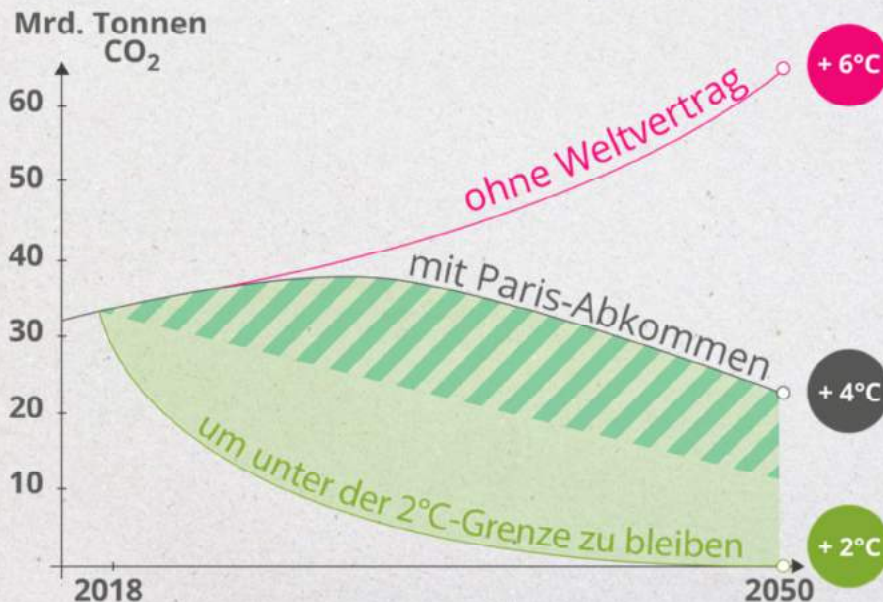 Mrd. Tonnen
CO₂
60
50
40
30
20
10
2018
2050
ohne Weltvertrag
mit Paris-Abkommen
um unter der 2°C-Grenze zu bleiben
+ 6°C
+ 4°C
+ 2°C